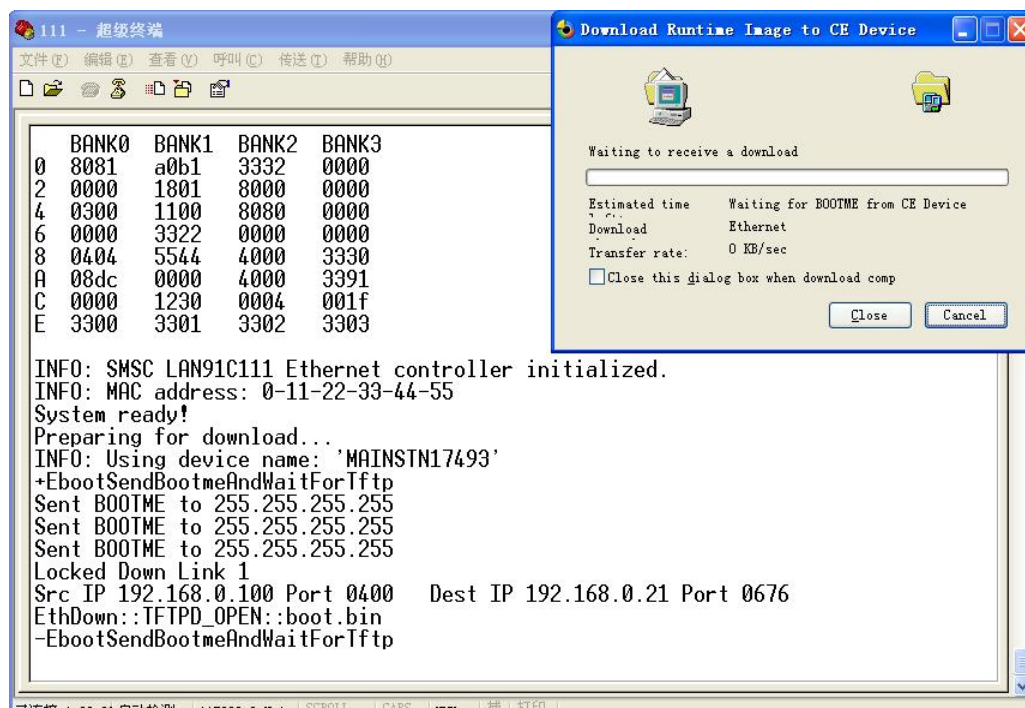 111 - 超级终端
文件(F) 编辑(E) 查看(V) 呼叫(C) 传送(T) 帮助(H)
BANK0 BANK1 BANK2 BANK3
0 8081 a0b1 3332 0000
2 0000 1801 8000 0000
4 0300 1100 8080 0000
6 0000 3322 0000 0000
8 0404 5544 4000 3330
A 08dc 0000 4000 3391
C 0000 1230 0004 001f
E 3300 3301 3302 3303
INFO: SMSC LAN91C111 Ethernet controller initialized.
INFO: MAC address: 0-11-22-33-44-55
System ready!
Preparing for download...
INFO: Using device name: 'MAINSTN17493'
+EbootSendBootmeAndWaitForTftp
Sent BOOTME to 255.255.255.255
Sent BOOTME to 255.255.255.255
Sent BOOTME to 255.255.255.255
Locked Down Link 1
Src IP 192.168.0.100 Port 0400 Dest IP 192.168.0.21 Port 0676
EthDown::TFTPD_OPEN::boot.bin
-EbootSendBootmeAndWaitForTftp
Download Runtime Image to CE Device
Waiting to receive a download
Estimated time Waiting for BOOTME from CE Device
Download Ethernet
Transfer rate: 0 KB/sec
Close this dialog box when download comp
Close Cancel